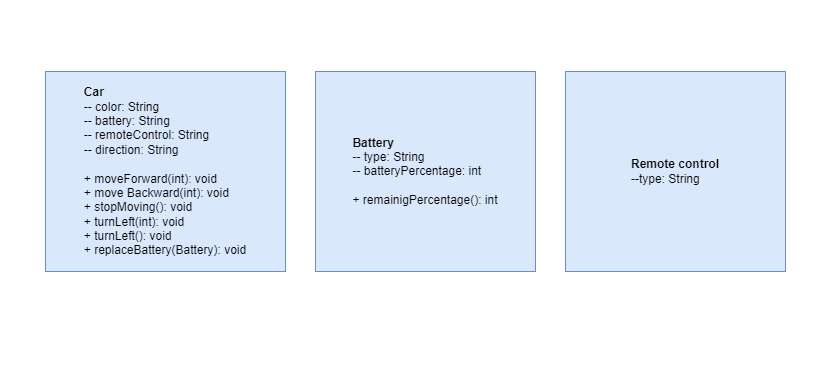 Car
-- color: String
-- battery: String
-- remoteControl: String
-- direction: String
+ moveForward(int): void
+ move Backward(int): void
+ stopMoving(): void
+ turnLeft(int): void
+ turnLeft(): void
+ replaceBattery(Battery): void
Battery
-- type: String
-- batteryPercentage: int
+ remainigPercentage(): int
Remote control
--type: String